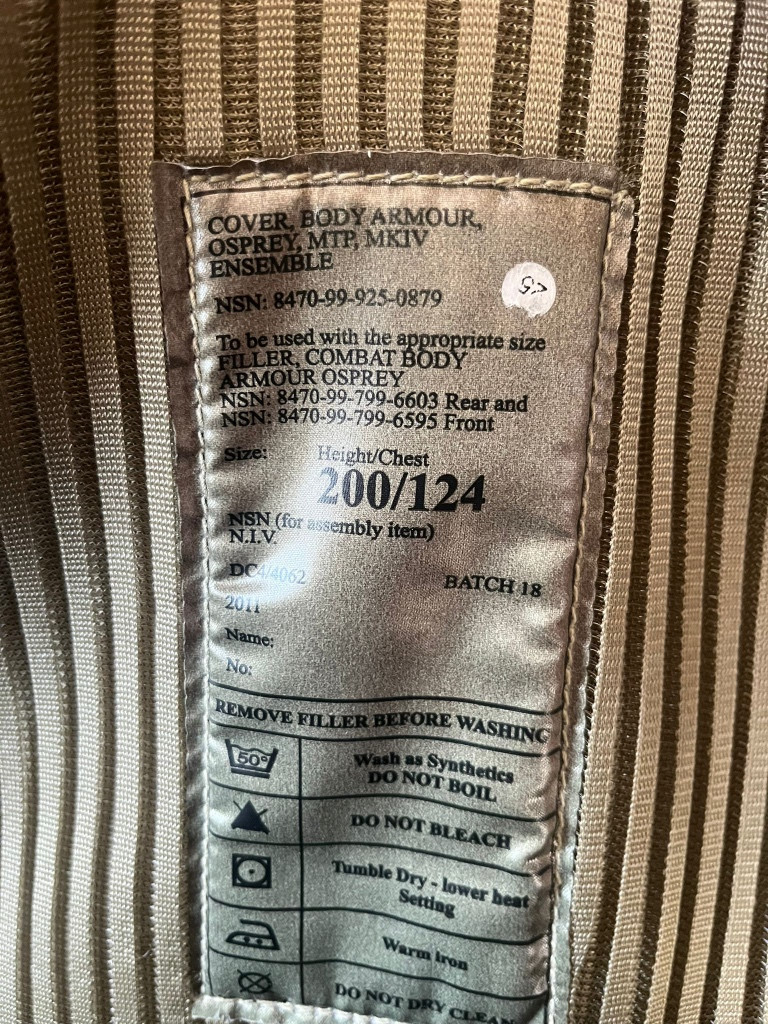 COVER, BODY ARMOUR,
OSPREY, MTP, MKIV
ENSEMBLE
NSN: 8470-99-925-0879
To be used with the appropriate size
FILLER, COMBAT BODY
ARMOUR OSPREY
NSN: 8470-99-799-6603 Rear and
NSN: 8470-99-799-6595 Front
Size: Height/Chest
200/124
NSN (for assembly item)
N.I.V.
DC4/4062 BATCH 18
2011
Name:
No:
REMOVE FILLER BEFORE WASHING
50° Wash as Synthetics
DO NOT BOIL
DO NOT BLEACH
Tumble Dry - lower heat
Setting
Warm iron
DO NOT DRY CLEAN